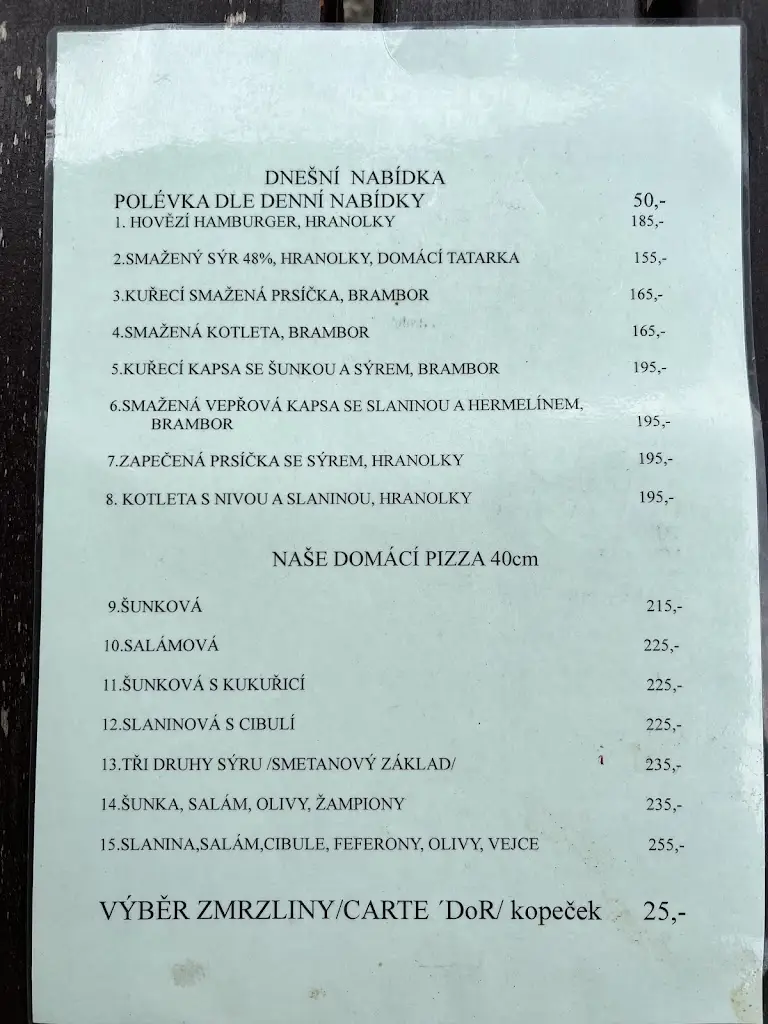 DNEŠNÍ NABÍDKA
POLÉVKA DLE DENNÍ NABÍDKY 50,-
1. HOVĚZÍ HAMBURGER, HRANOLKY 185,-
2.SMAŽENÝ SÝR 48%, HRANOLKY, DOMÁCÍ TATARKA 155,-
3.KUŘECÍ SMAŽENÁ PRSÍČKA, BRAMBOR 165,-
4.SMAŽENÁ KOTLETA, BRAMBOR 165,-
5.KUŘECÍ KAPSA SE ŠUNKOU A SÝREM, BRAMBOR 195,-
6.SMAŽENÁ VEPŘOVÁ KAPSA SE SLANINOU A HERMELÍNEM,
BRAMBOR 195,-
7.ZAPEČENÁ PRSÍČKA SE SÝREM, HRANOLKY 195,-
8. KOTLETA S NIVOU A SLANINOU, HRANOLKY 195,-
NAŠE DOMÁCÍ PIZZA 40cm
9.ŠUNKOVÁ 215,-
10.SALÁMOVÁ 225,-
11.ŠUNKOVÁ S KUKUŘICÍ 225,-
12.SLANINOVÁ S CIBULÍ 225,-
13.TŘI DRUHY SÝRU /SMETANOVÝ ZÁKLAD/ 235,-
14.ŠUNKA, SALÁM, OLIVY, ŽAMPIONY 235,-
15.SLANINA,SALÁM,CIBULE, FEFERONY, OLIVY, VEJCE 255,-
VÝBĚR ZMRZLINY/CARTE ´DoR/ kopeček 25,-